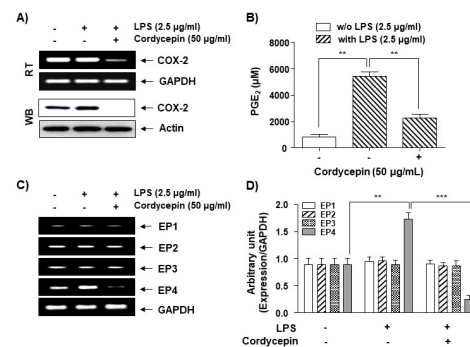 A)
- + + LPS (2.5 μg/ml)
- - + Cordycepin (50 μg/ml)
RT
COX-2
GAPDH
WB
COX-2
Actin
B)
w/o LPS (2.5 μg/ml)
with LPS (2.5 μg/ml)
PGE2 (μM)
8000
6000
4000
2000
0
** **
- - +
Cordycepin (50 μg/mL)
C)
- + + LPS (2.5 μg/ml)
- - + Cordycepin (50 μg/ml)
EP1
EP2
EP3
EP4
GAPDH
D)
EP1
EP2
EP3
EP4
** ***
Arbitrary unit
(Expression/GAPDH)
2.0
1.5
1.0
0.5
0.0
LPS - + +
Cordycepin - - +